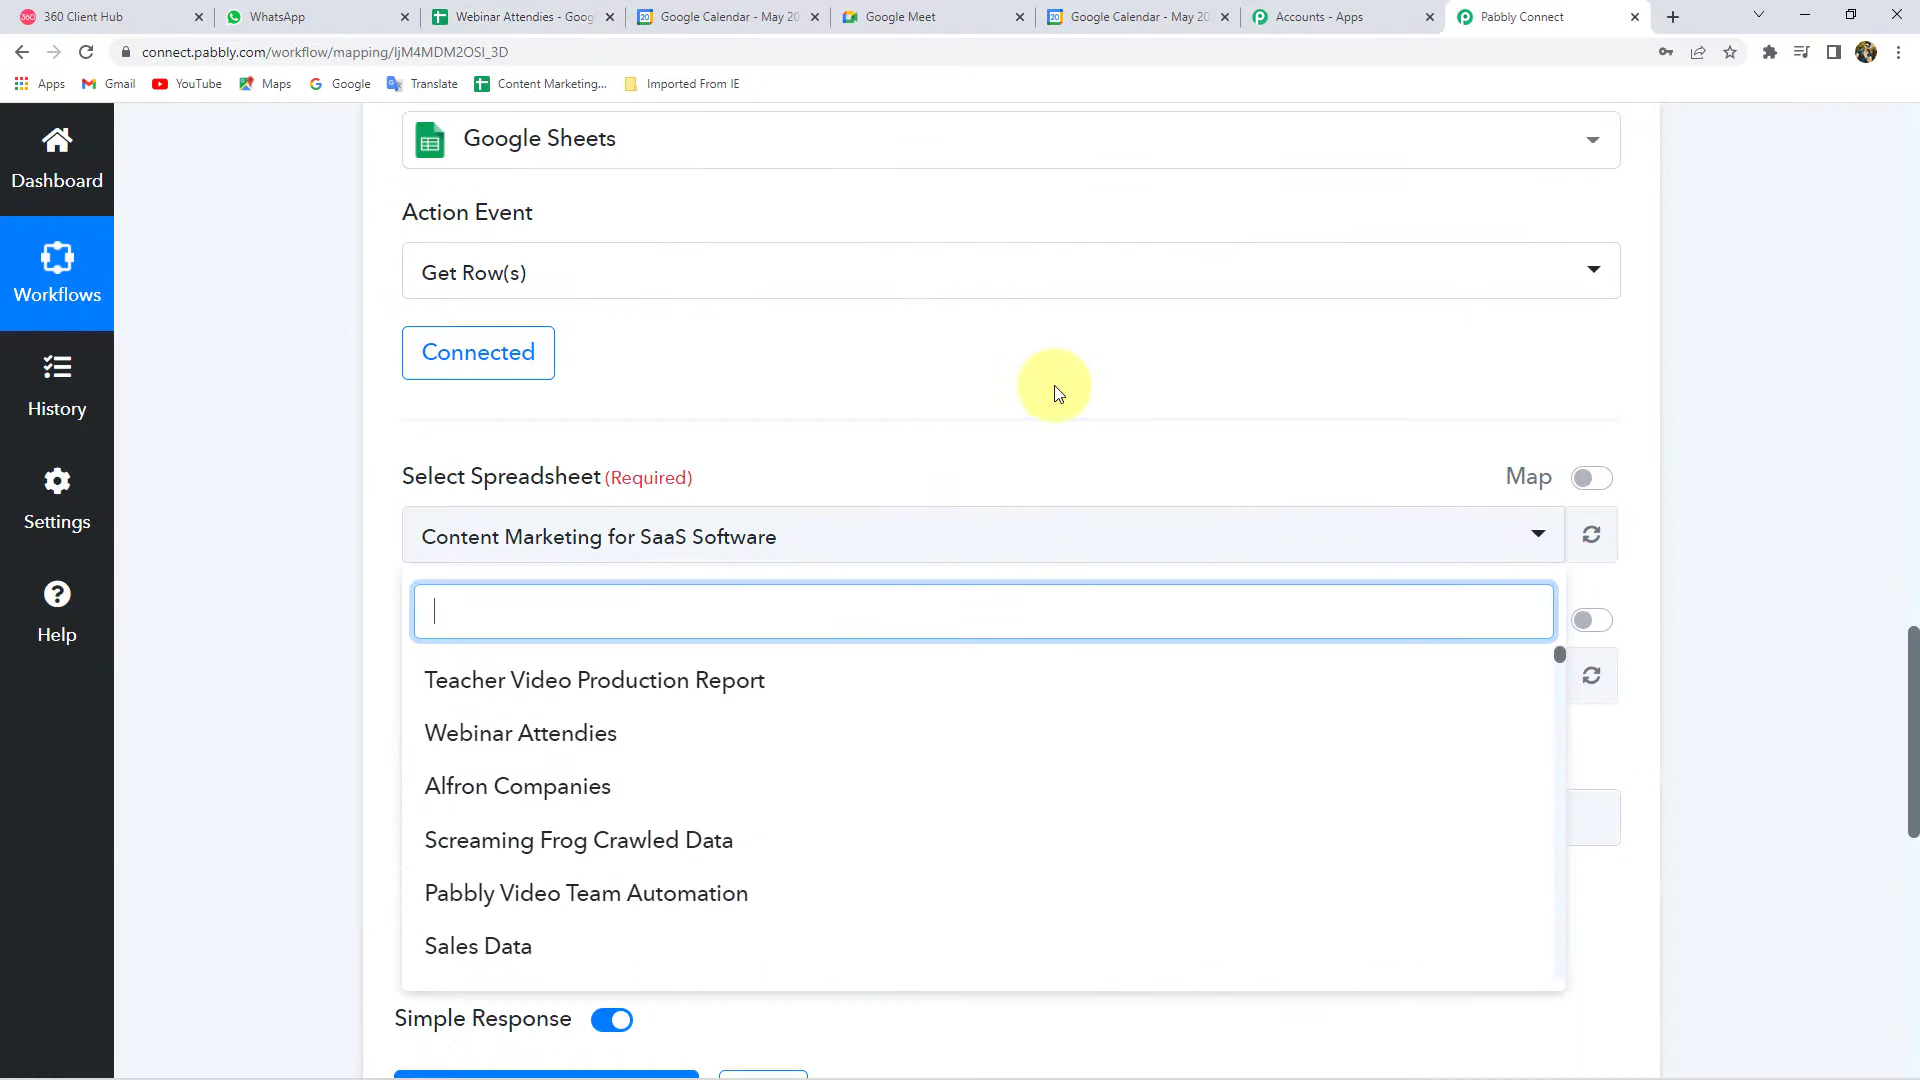 360 Client Hub
WhatsApp
Webinar Attendies - Goog
Google Calendar - May 20
Google Meet
Google Calendar - May 20
Accounts - Apps
Pabbly Connect
connect.pabbly.com/workflow/mapping/IjM4MDM2OSI_3D
Apps
Gmail
YouTube
Maps
Google
Translate
Content Marketing...
Imported From IE
Dashboard
Workflows
History
Settings
Help
Google Sheets
Action Event
Get Row(s)
Connected
Select Spreadsheet (Required)
Map
Content Marketing for SaaS Software
Teacher Video Production Report
Webinar Attendies
Alfron Companies
Screaming Frog Crawled Data
Pabbly Video Team Automation
Sales Data
Simple Response